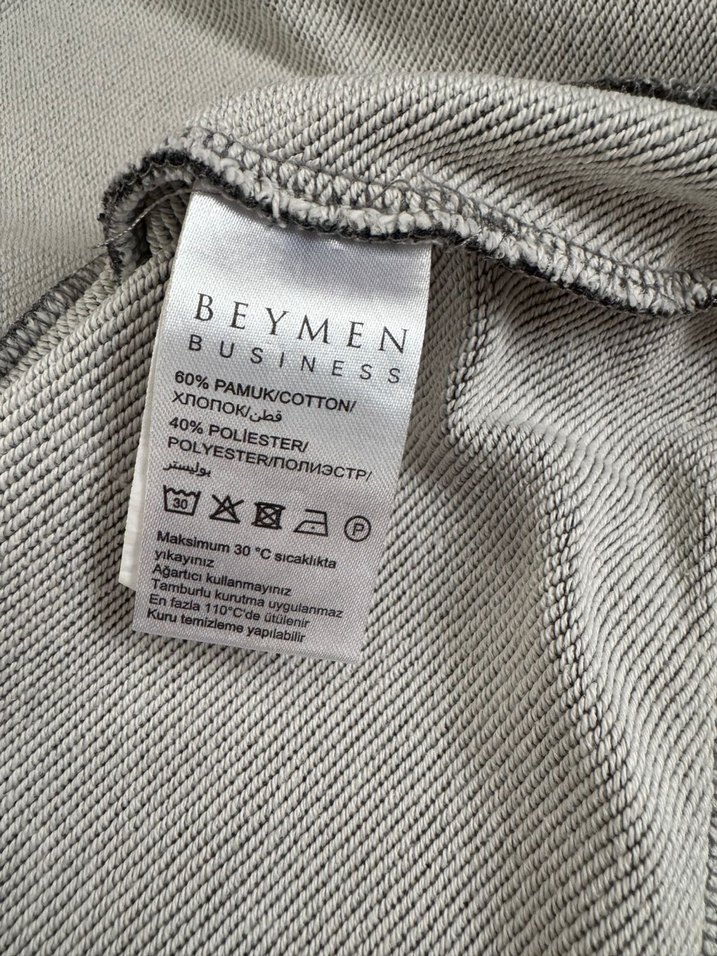 BEYMEN
BUSINESS
60% PAMUK/COTTON/
ХЛОПОК/قطن/
40% POLİESTER/
POLYESTER/ПОЛИЭСТР/
بوليستر
30 P
Maksimum 30 °C sıcaklıkta
yıkayınız
Ağartıcı kullanmayınız
Tamburlu kurutma uygulanmaz
En fazla 110°C'de ütülenir
Kuru temizleme yapılabilir